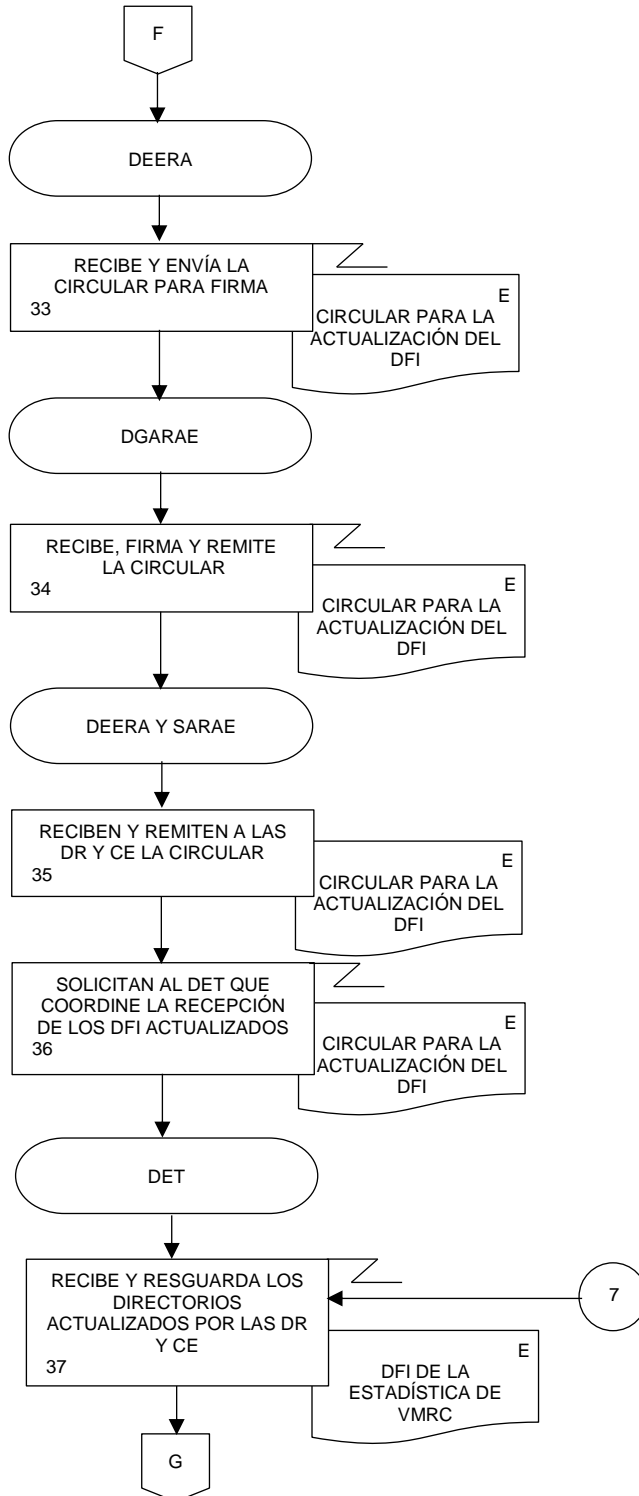 F
DEERA
RECIBE Y ENVÍA LA
CIRCULAR PARA FIRMA
33
E
CIRCULAR PARA LA
ACTUALIZACIÓN DEL
DFI
DGARAE
RECIBE, FIRMA Y REMITE
LA CIRCULAR
34
E
CIRCULAR PARA LA
ACTUALIZACIÓN DEL
DFI
DEERA Y SARAE
RECIBEN Y REMITEN A LAS
DR Y CE LA CIRCULAR
35
E
CIRCULAR PARA LA
ACTUALIZACIÓN DEL
DFI
SOLICITAN AL DET QUE
COORDINE LA RECEPCIÓN
DE LOS DFI ACTUALIZADOS
36
E
CIRCULAR PARA LA
ACTUALIZACIÓN DEL
DFI
DET
RECIBE Y RESGUARDA LOS
DIRECTORIOS
ACTUALIZADOS POR LAS DR
Y CE
37
7
E
DFI DE LA
ESTADÍSTICA DE
VMRC
G